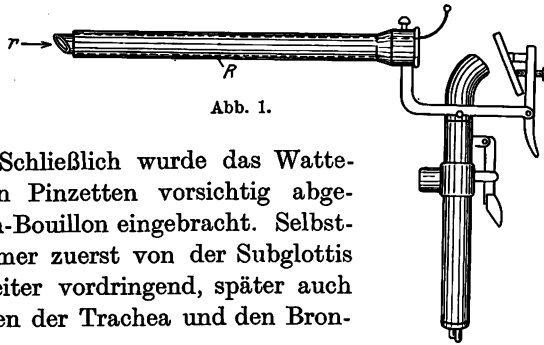 r
R
Abb. 1.
Schließlich wurde das Watte-
n Pinzetten vorsichtig abge-
-Bouillon eingebracht. Selbst-
mer zuerst von der Subglottis
eiter vordringend, später auch
en der Trachea und den Bron-